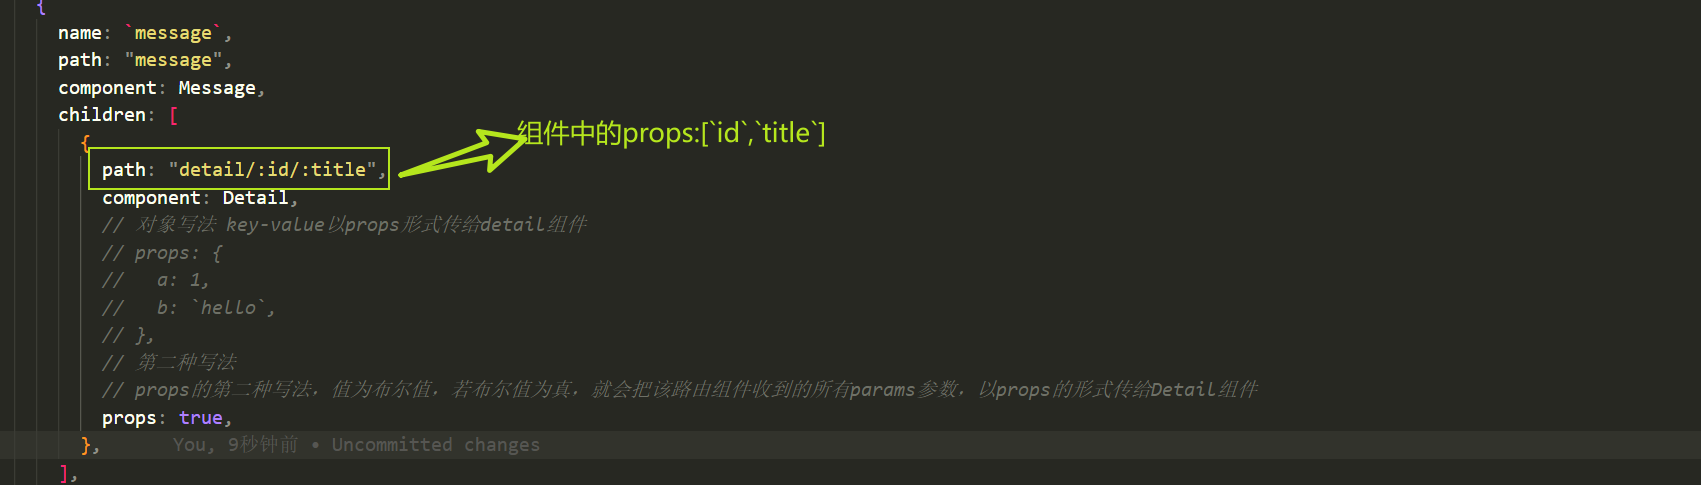 {
name: `message`,
path: "message",
component: Message,
children: [
{
组件中的props:[`id`,`title`]
path: "detail/:id/:title",
component: Detail,
// 对象写法 key-value以props形式传给detail组件
// props: {
//   a: 1,
//   b: `hello`,
// },
// 第二种写法
// props的第二种写法，值为布尔值，若布尔值为真，就会把该路由组件收到的所有params参数，以props的形式传给Detail组件
props: true,
}, You, 9秒钟前 • Uncommitted changes
],